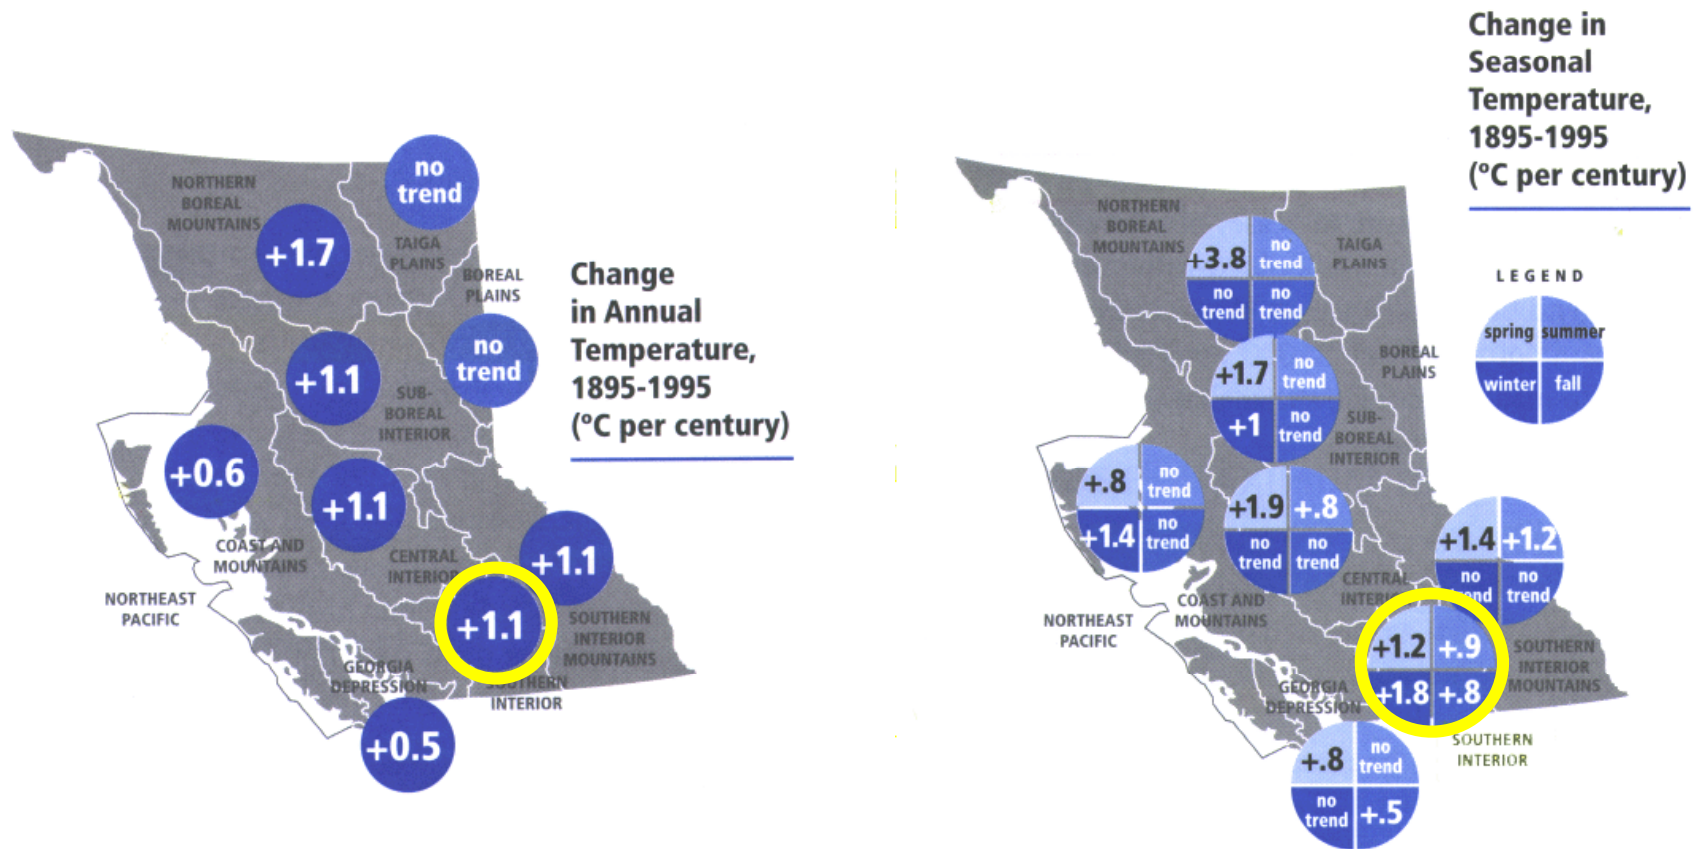 no
trend
NORTHERN
BOREAL
MOUNTAINS
+1.7
TAIGA
PLAINS
BOREAL
PLAINS
no
trend
+1.1
SUB-
BOREAL
INTERIOR
+0.6
+1.1
COAST AND
MOUNTAINS
CENTRAL
INTERIOR
+1.1
NORTHEAST
PACIFIC
+1.1
SOUTHERN
INTERIOR
MOUNTAINS
GEORGIA
DEPRESSION
SOUTHERN
INTERIOR
+0.5
Change
in Annual
Temperature,
1895-1995
(ºC per century)
Change in
Seasonal
Temperature,
1895-1995
(ºC per century)
LEGEND
spring summer
winter fall
NORTHERN
BOREAL
MOUNTAINS
+3.8
no
trend
no
trend
no
trend
TAIGA
PLAINS
BOREAL
PLAINS
+1.7
no
trend
+1
no
trend
SUB-
BOREAL
INTERIOR
+.8
no
trend
+1.4
no
trend
+1.9
+.8
no
trend
no
trend
+1.4
+1.2
no
trend
no
trend
CENTRAL
INTERIOR
COAST AND
MOUNTAINS
NORTHEAST
PACIFIC
+1.2
+.9
+1.8
+.8
SOUTHERN
INTERIOR
MOUNTAINS
GEORGIA
DEPRESSION
SOUTHERN
INTERIOR
+.8
no
trend
no
trend
+.5